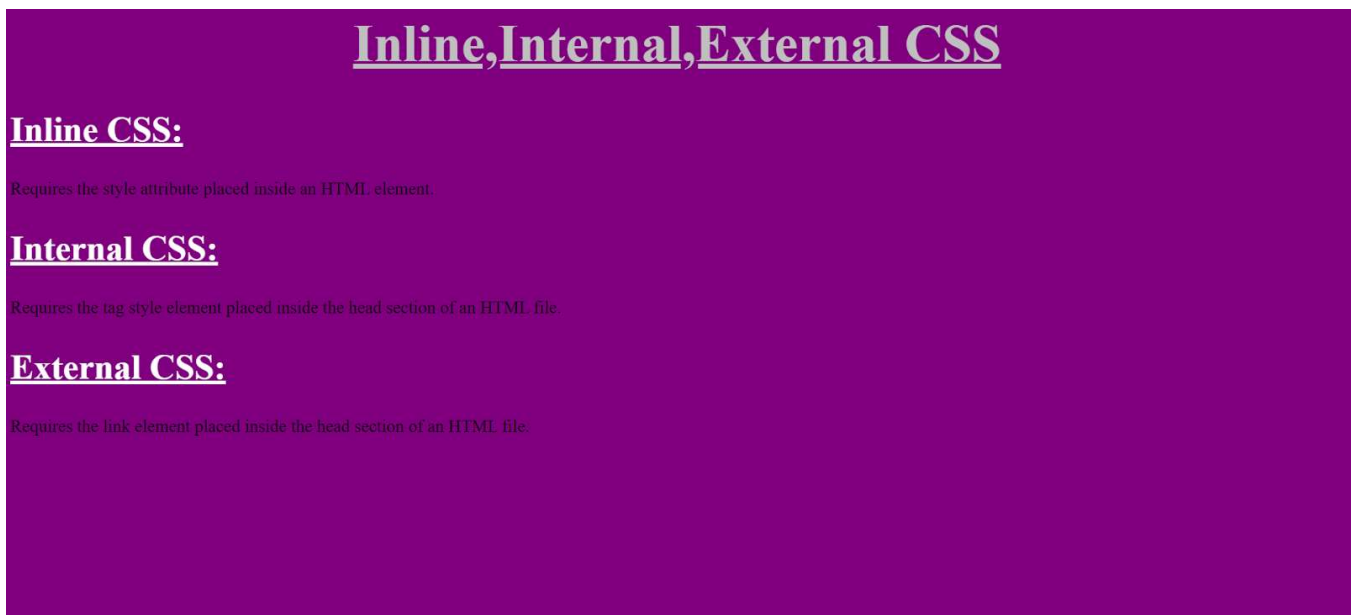 Inline,Internal,External CSS
Inline CSS:
Requires the style attribute placed inside an HTML element.
Internal CSS:
Requires the tag style element placed inside the head section of an HTML file.
External CSS:
Requires the link element placed inside the head section of an HTML file.